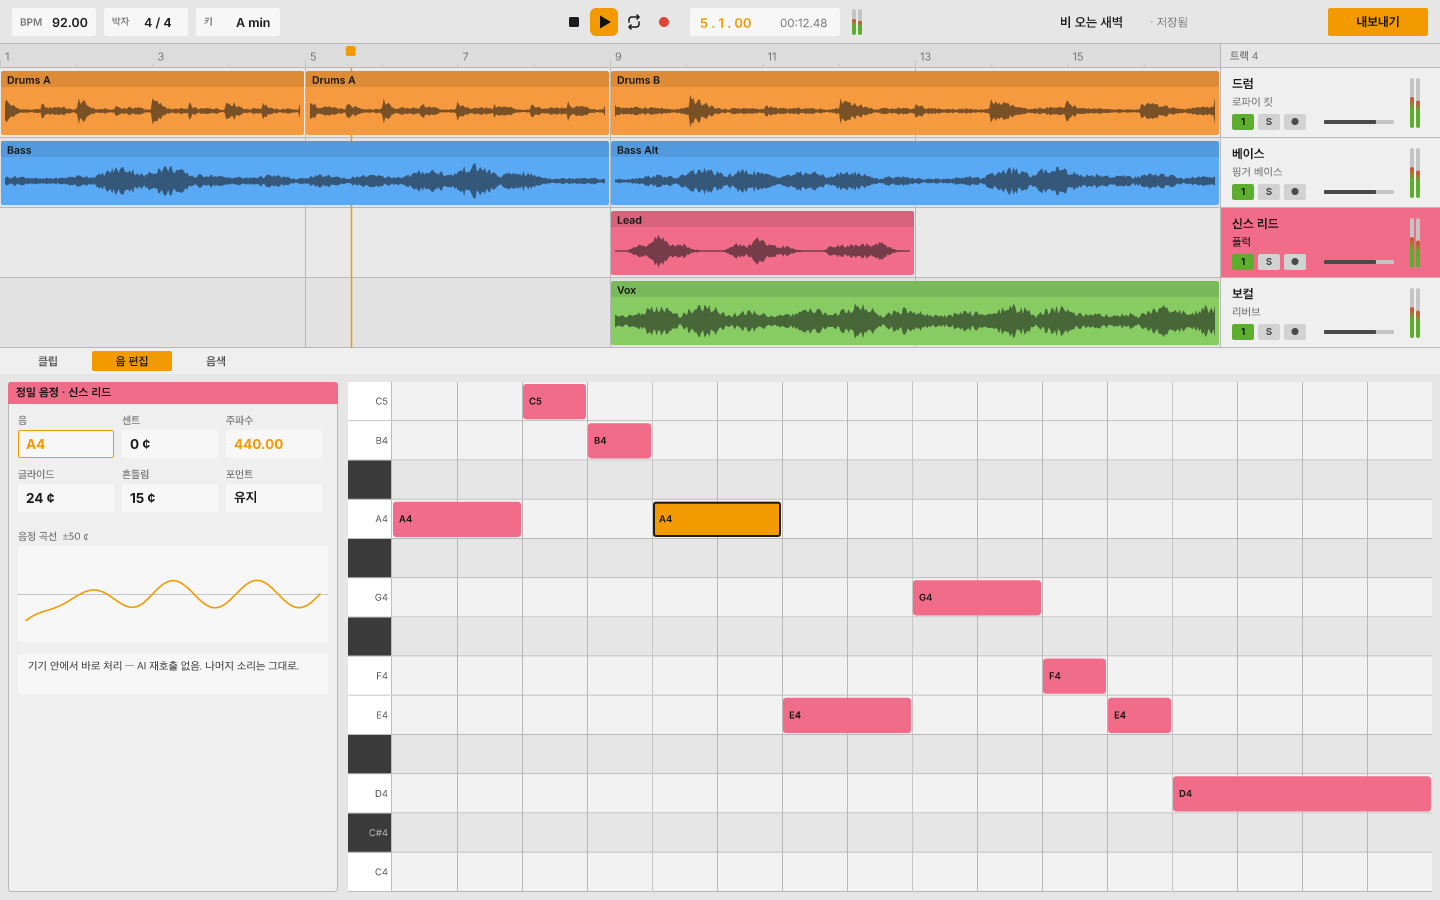 BPM 92.00 박자 4 / 4 키 A min 5 . 1 . 00 00:12.48 비 오는 새벽 · 저장됨 내보내기
1 3 5 7 9 11 13 15 트랙 4
Drums A Drums A Drums B
드럼
로파이 킷
1 S
Bass Bass Alt
베이스
핑거 베이스
1 S
Lead
신스 리드
플럭
1 S
Vox
보컬
리버브
1 S
클립 음 편집 음색
정밀 음정 · 신스 리드
음 센트 주파수
A4 0 ¢ 440.00
글라이드 흔들림 포먼트
24 ¢ 15 ¢ 유지
음정 곡선 ±50 ¢
기기 안에서 바로 처리 — AI 재호출 없음. 나머지 소리는 그대로.
C5 C5
B4 B4
A4 A4 A4
G4 G4
F4 F4
E4 E4 E4
D4 D4
C#4
C4